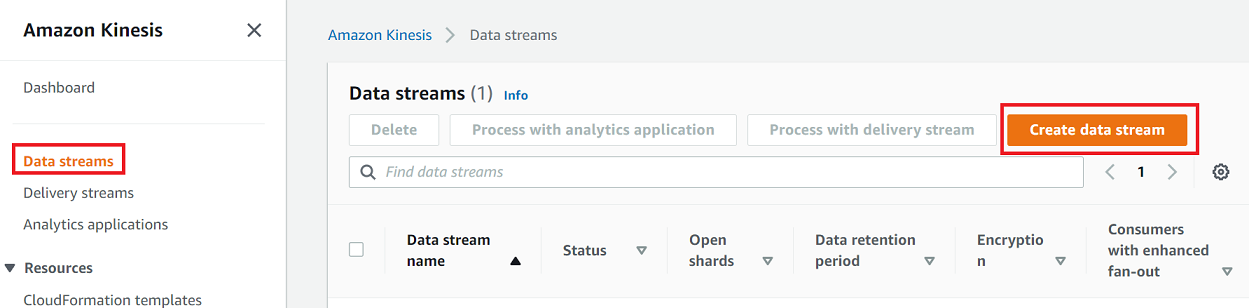 Amazon Kinesis
Dashboard
Data streams
Delivery streams
Analytics applications
Resources
CloudFormation templates
Amazon Kinesis Data streams
Data streams (1) Info
Delete Process with analytics application Process with delivery stream Create data stream
Find data streams 1
Data stream
name
Status
Open
shards
Data retention
period
Encryptio
n
Consumers
with enhanced
fan-out